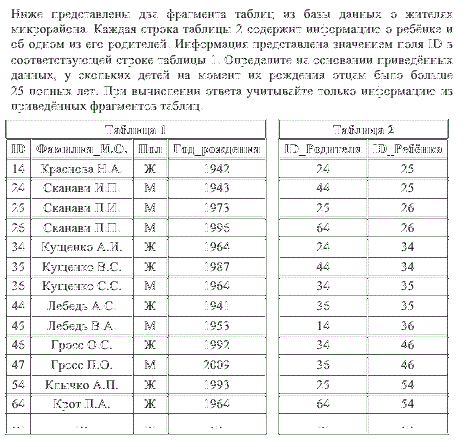 Ниже представлены два фрагмента таблиц из базы данных о жителях
микрорайона. Каждая строка таблицы 2 содержит информацию о ребёнке и
об одном из его родителей. Информация представлена значением поля ID в
соответствующей строке таблицы 1. Определите на основании приведённых
данных, у скольких детей на момент их рождения отцам было больше
25 полных лет. При вычислении ответа учитывайте только информацию из
приведённых фрагментов таблиц.
Таблица 1 Таблица 2
ID Фамилия_И.О. Пол Год_рождения ID_Родителя ID_Ребёнка
14 Краснова Н.А. Ж 1942 24 25
24 Сканави И.П. М 1943 44 25
25 Сканави П.И. М 1973 25 26
26 Сканави П.П. М 1996 64 26
34 Кущенко А.И. Ж 1964 24 34
35 Кущенко В.С. Ж 1987 44 34
36 Кущенко С.С. М 1964 34 35
44 Лебедь А.С. Ж 1941 36 35
45 Лебедь В.А. М 1953 14 36
46 Гросс О.С. Ж 1992 34 46
47 Гросс П.О. М 2009 36 46
54 Клычко А.П. Ж 1993 25 54
64 Крот П.А. Ж 1964 64 54
... ... ... ... ... ...